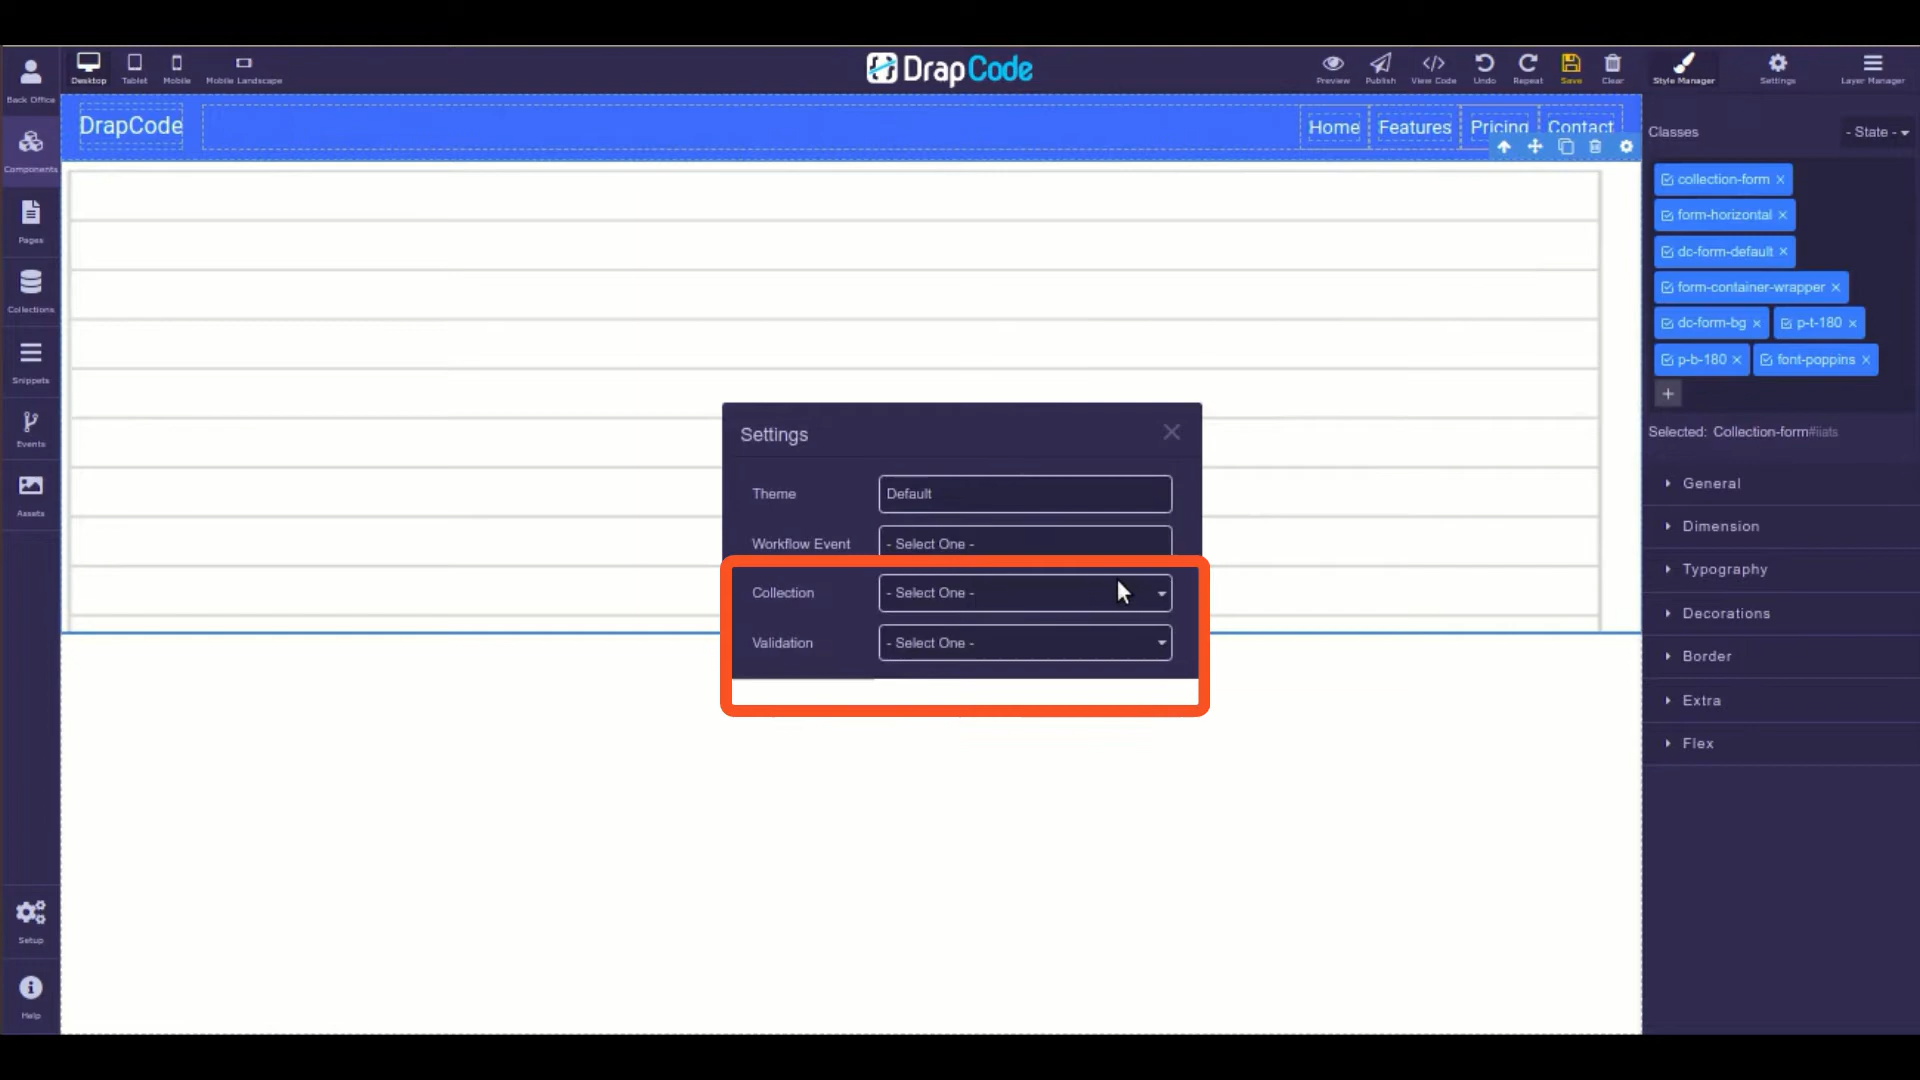 Back Office
Desktop
Tablet
Mobile
Mobile Landscape
DrapCode
Preview
Publish
View Code
Undo
Repeat
Save
Clear
Style Manager
Settings
Layer Manager
Components
Pages
Collections
Snippets
Events
Assets
Setup
Help
DrapCode
Home
Features
Pricing
Contact
Settings
Theme
Default
Workflow Event
- Select One -
Collection
- Select One -
Validation
- Select One -
Classes
- State -
collection-form
form-horizontal
dc-form-default
form-container-wrapper
dc-form-bg
p-t-180
p-b-180
font-poppins
Selected: Collection-form#iiats
General
Dimension
Typography
Decorations
Border
Extra
Flex